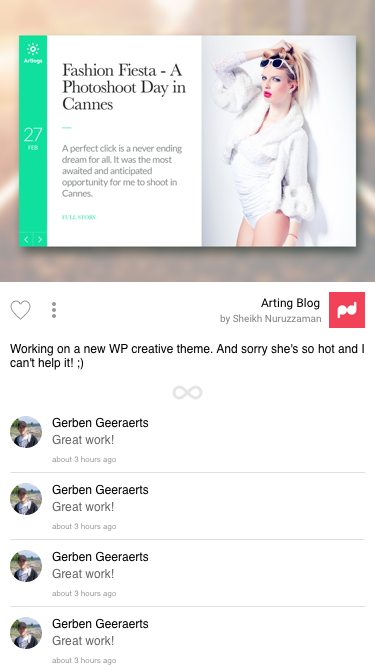 Artings
Fashion Fiesta - A
Photoshoot Day in
Cannes
27
FEB
A perfect click is a never ending
dream for all. It was the most
awaited and anticipated
opportunity for me to shoot in
Cannes.
FULL STORY
Arting Blog
by Sheikh Nuruzzaman
pd
Working on a new WP creative theme. And sorry she's so hot and I
can't help it! ;)
Gerben Geeraerts
Great work!
about 3 hours ago
Gerben Geeraerts
Great work!
about 3 hours ago
Gerben Geeraerts
Great work!
about 3 hours ago
Gerben Geeraerts
Great work!
about 3 hours ago